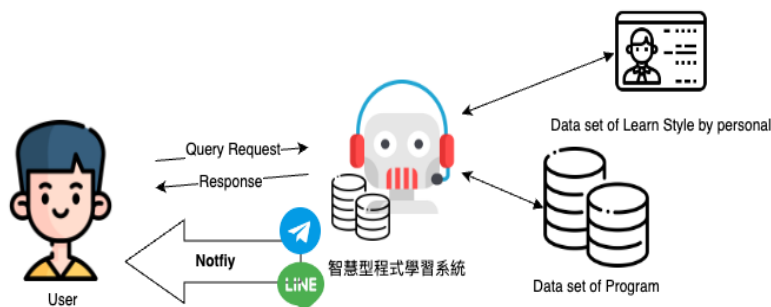 Data set of Learn Style by personal
Query Request
Response
Notfiy
LIINE
智慧型程式學習系統
Data set of Program
User